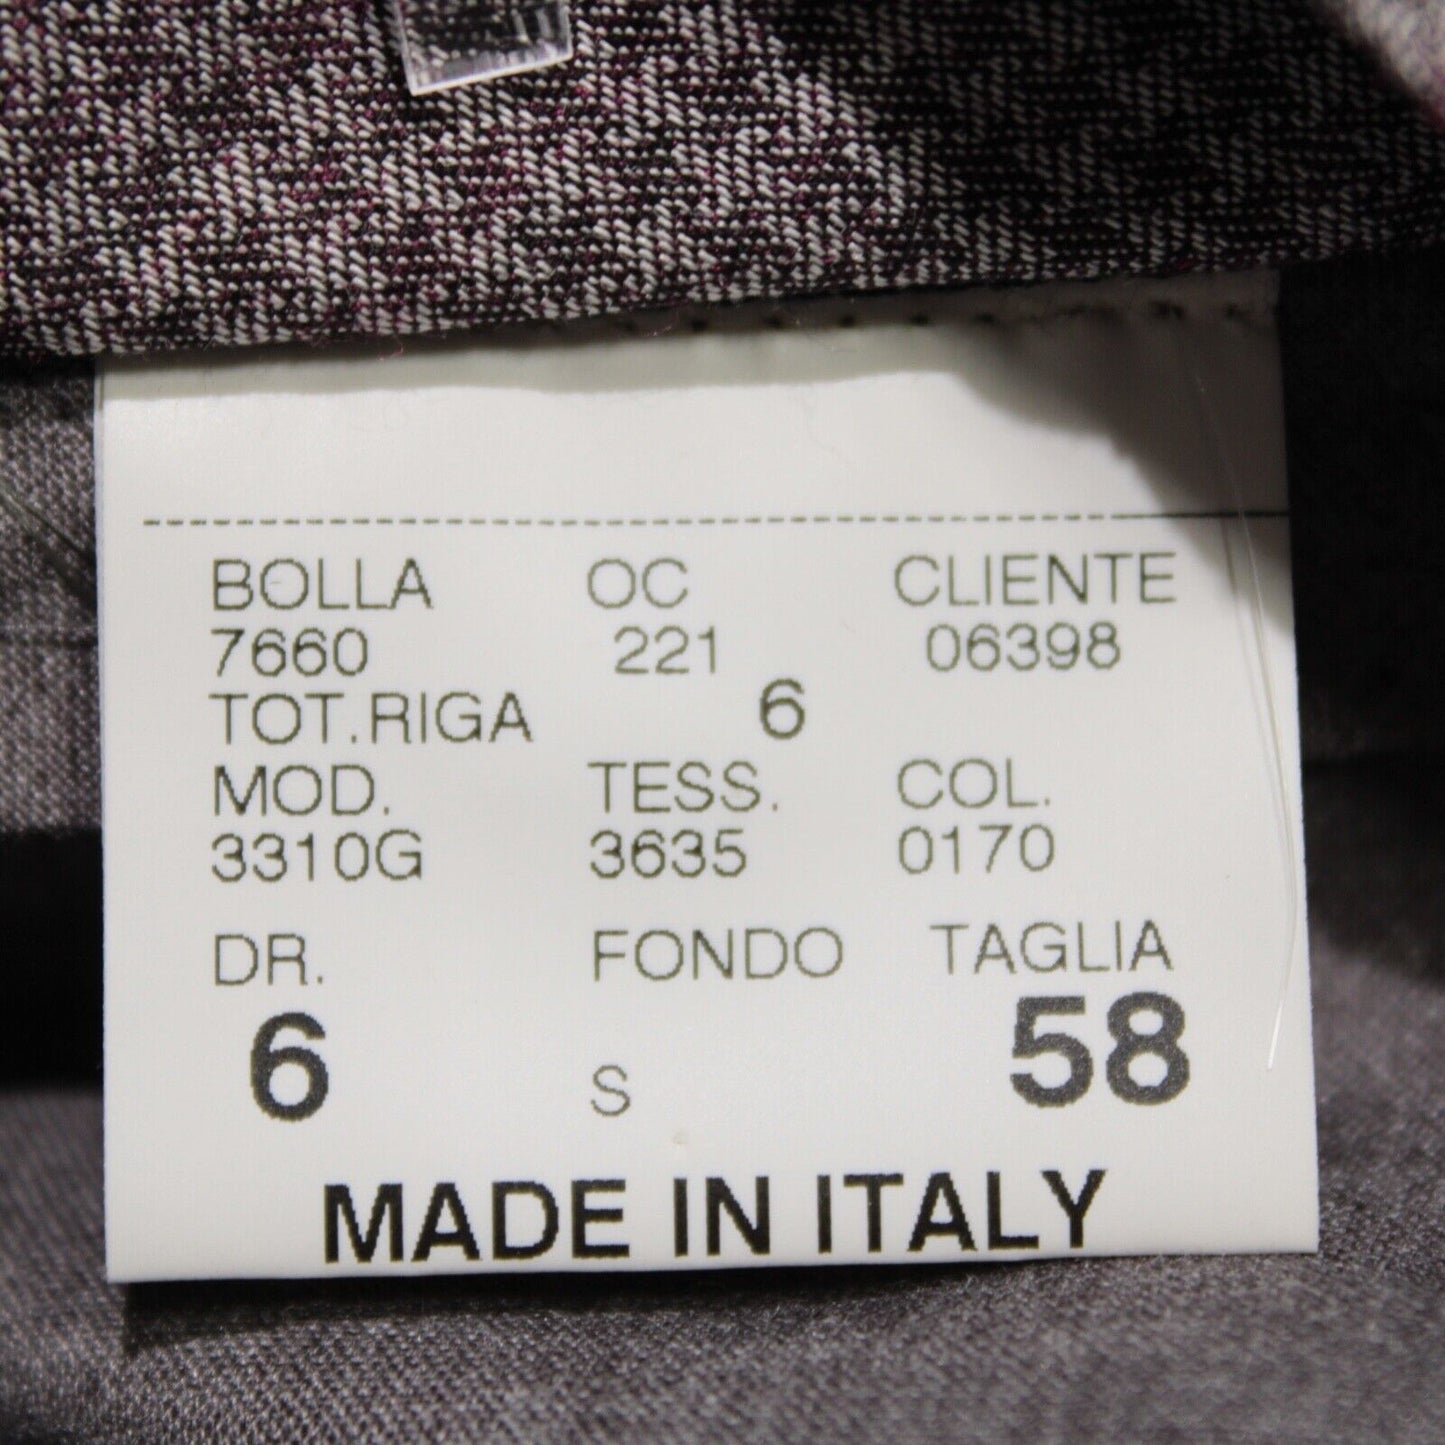 BOLLA OC CLIENTE
7660 221 06398
TOT.RIGA 6
MOD. TESS. COL.
3310G 3635 0170
DR. FONDO TAGLIA
6 S 58
MADE IN ITALY